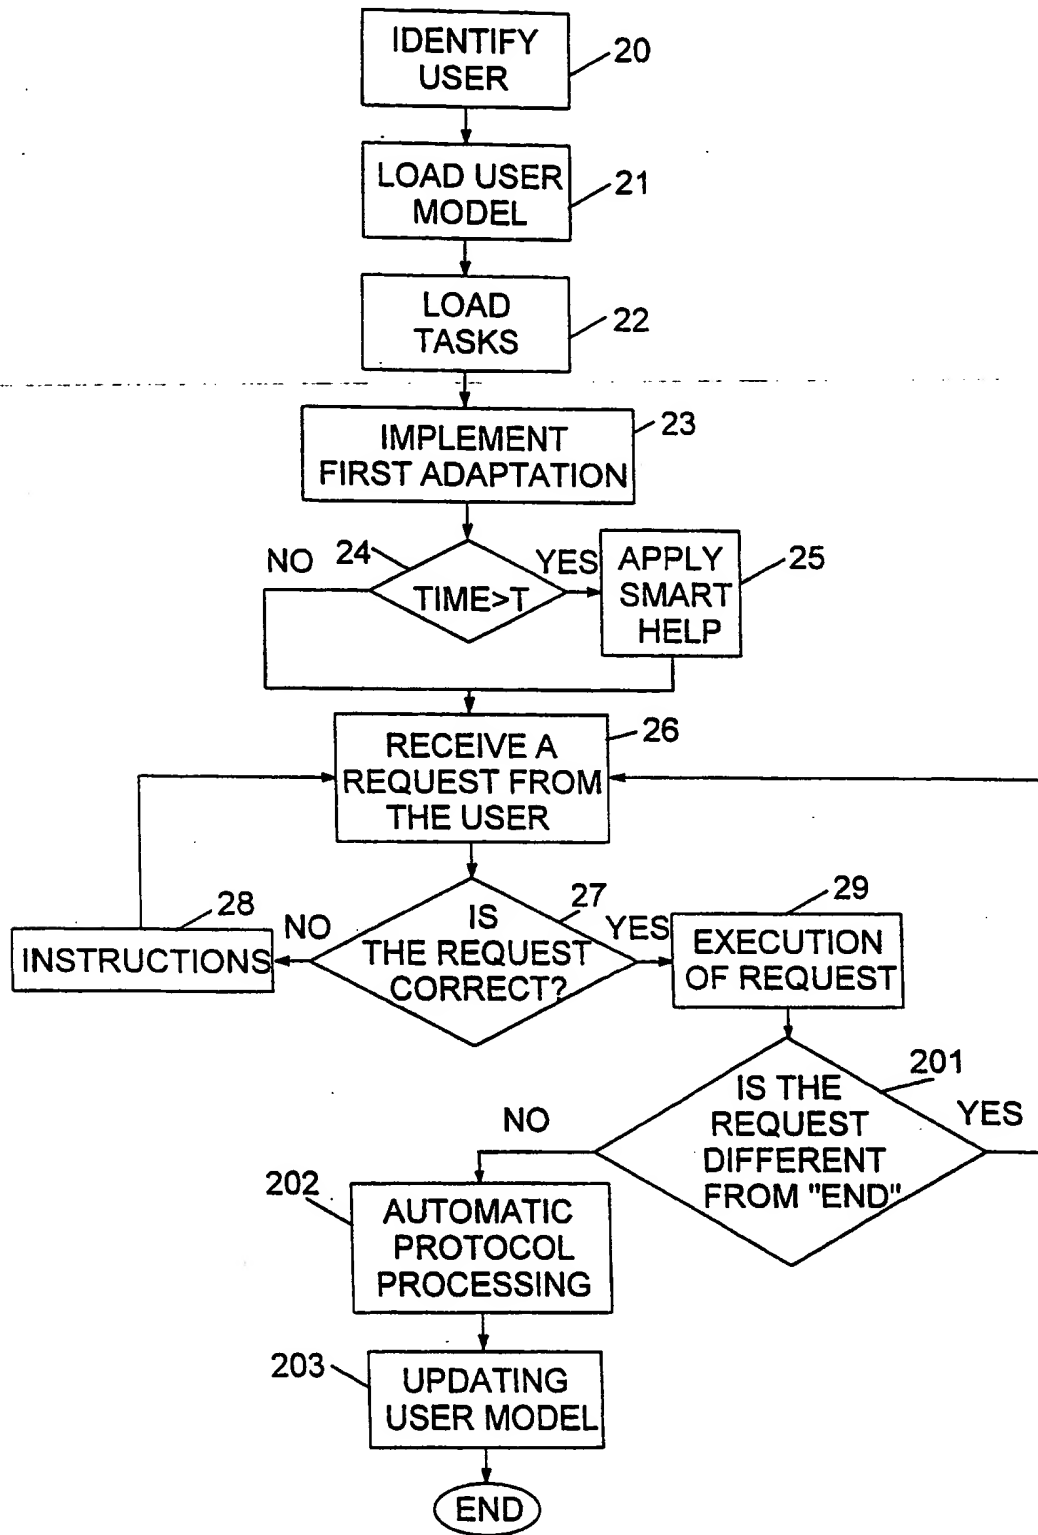 IDENTIFY
USER
20
LOAD USER
MODEL
21
LOAD
TASKS
22
IMPLEMENT
FIRST ADAPTATION
23
NO
24
TIME>T
YES
APPLY
SMART
HELP
25
RECEIVE A
REQUEST FROM
THE USER
26
INSTRUCTIONS
28
NO
IS
THE REQUEST
CORRECT?
27
YES
EXECUTION
OF REQUEST
29
IS THE
REQUEST
DIFFERENT
FROM "END"
201
YES
NO
202
AUTOMATIC
PROTOCOL
PROCESSING
203
UPDATING
USER MODEL
END